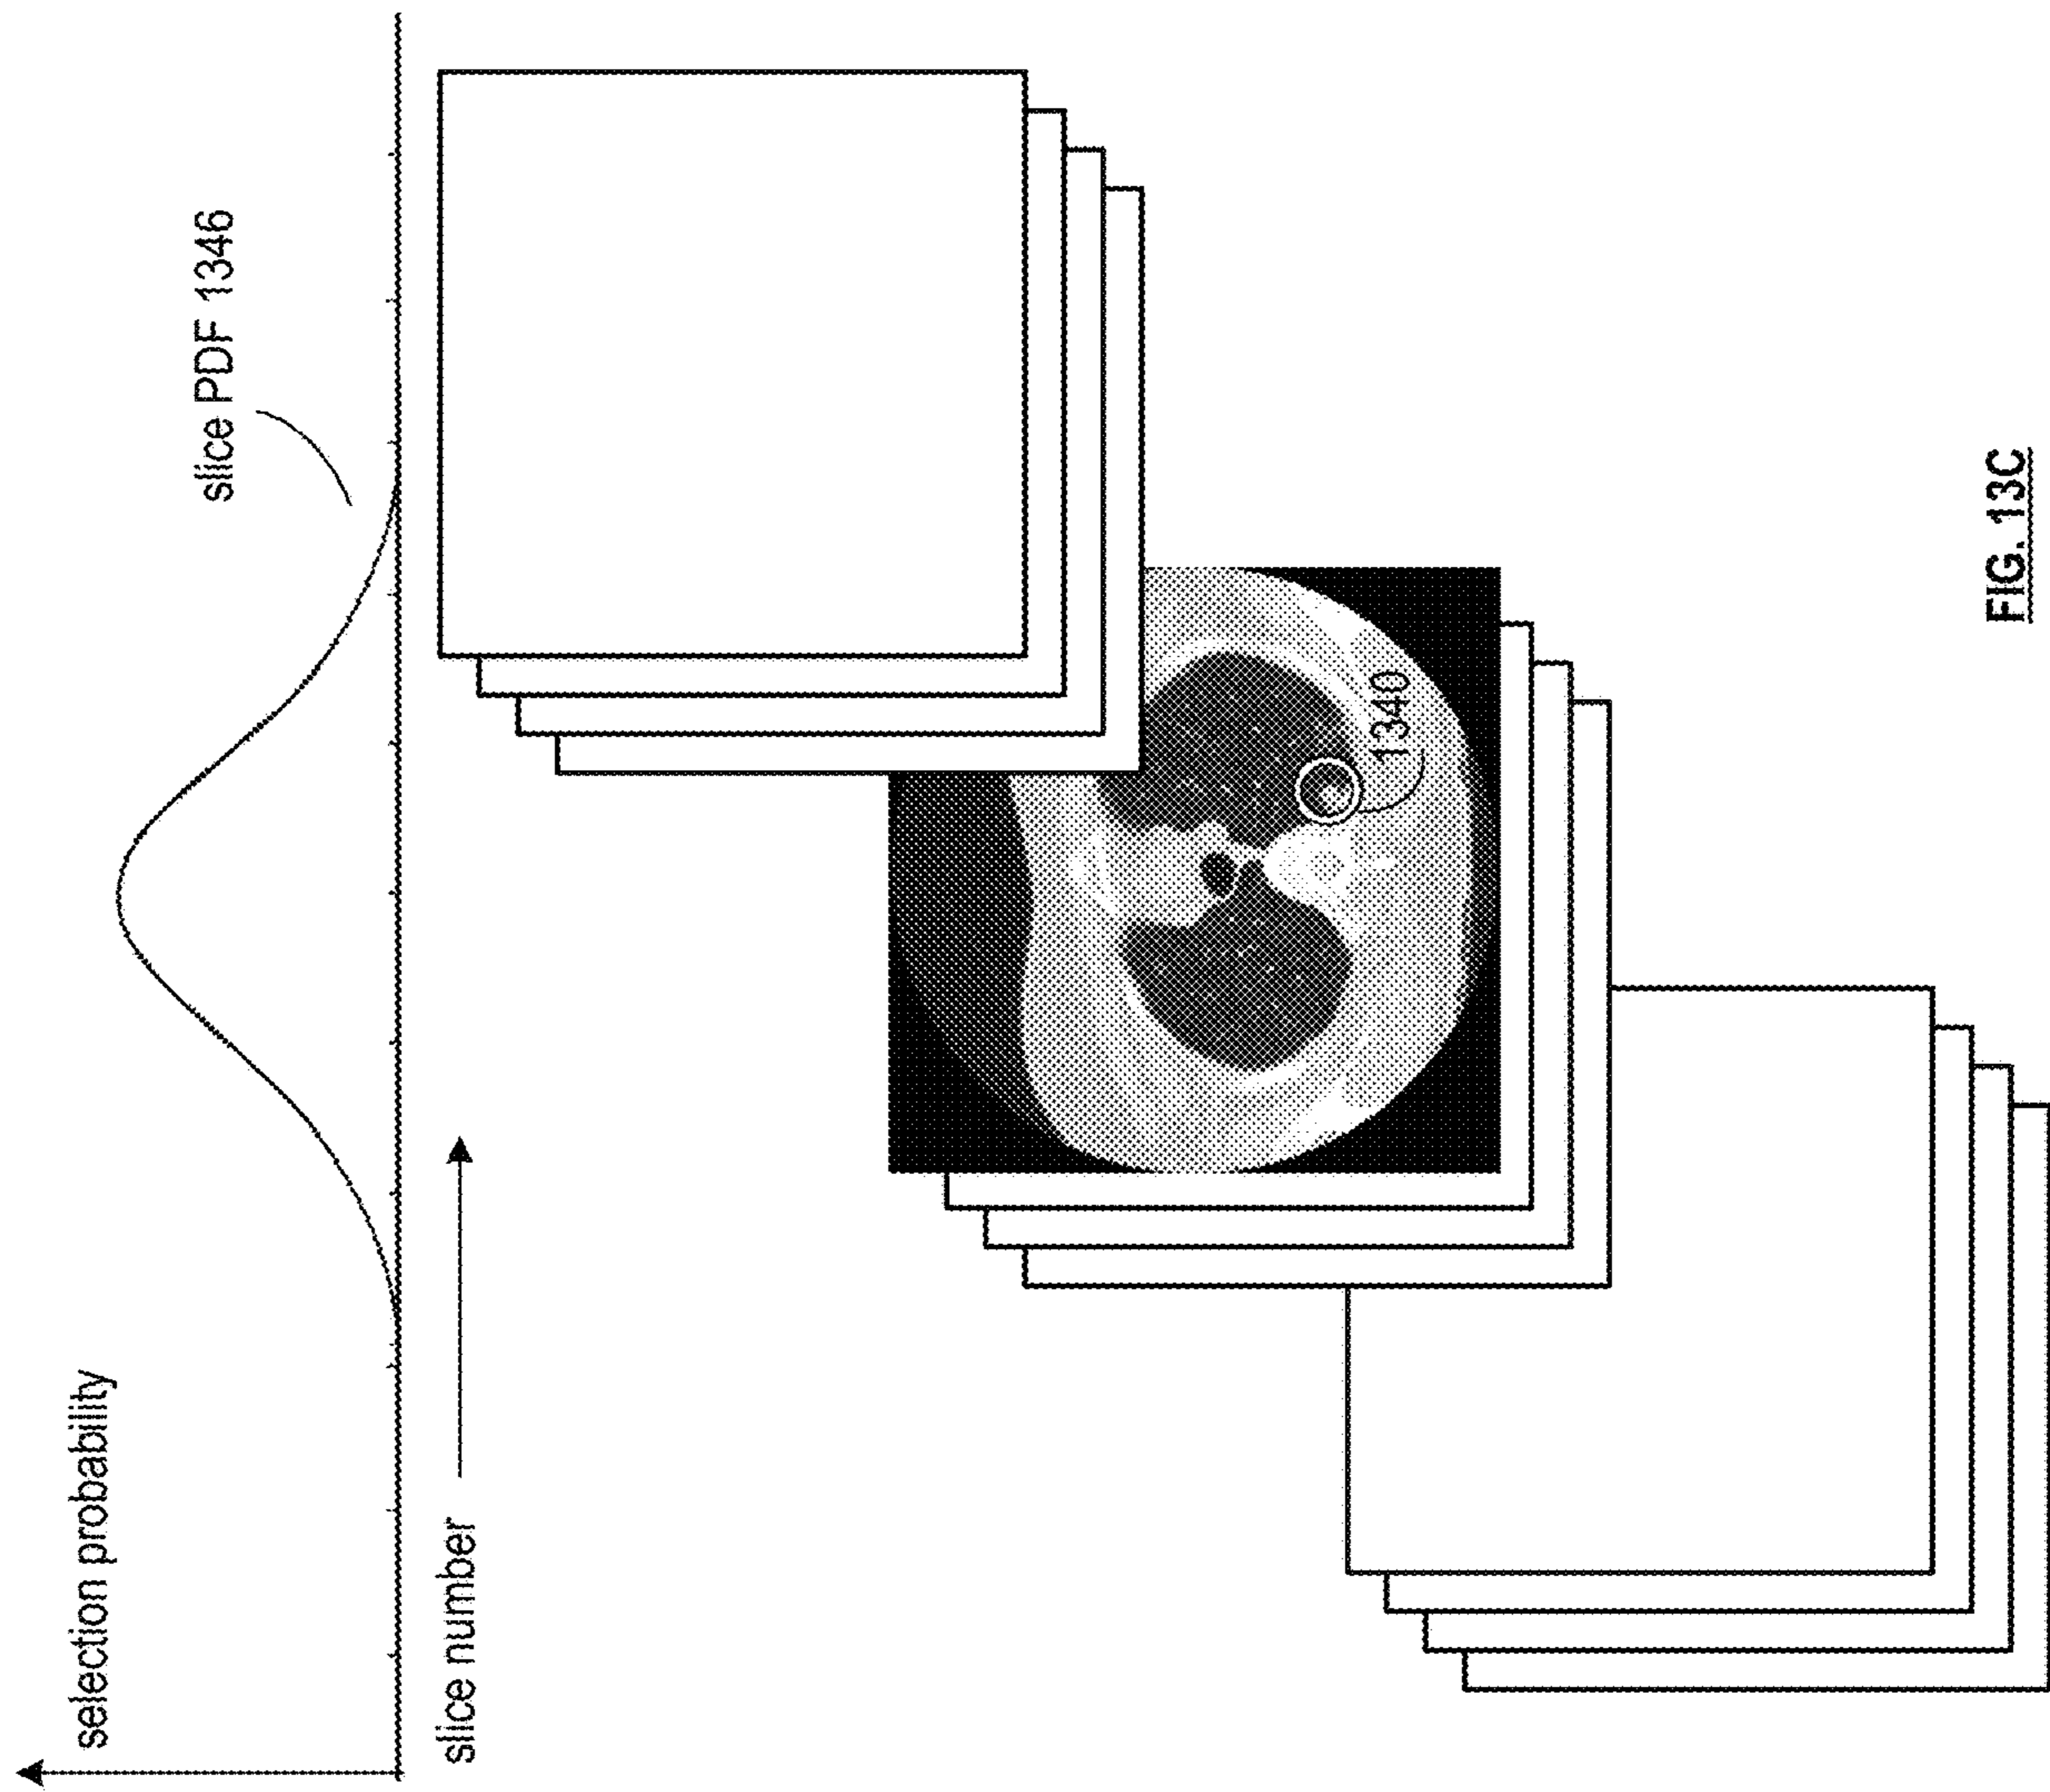 selection probability
slice PDF 1346
slice number
1340
FIG. 13C